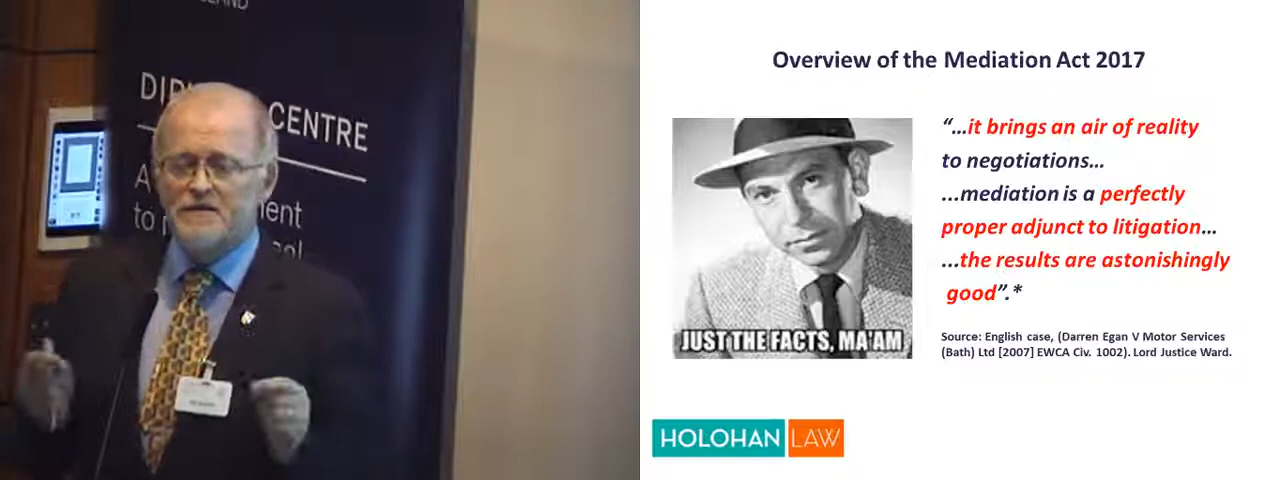 CENTRE
to
Overview of the Mediation Act 2017
“...it brings an air of reality
to negotiations...
...mediation is a perfectly
proper adjunct to litigation...
...the results are astonishingly
good”.*
JUST THE FACTS, MA'AM
Source: English case, (Darren Egan V Motor Services
(Bath) Ltd [2007] EWCA Civ. 1002). Lord Justice Ward.
HOLOHAN LAW